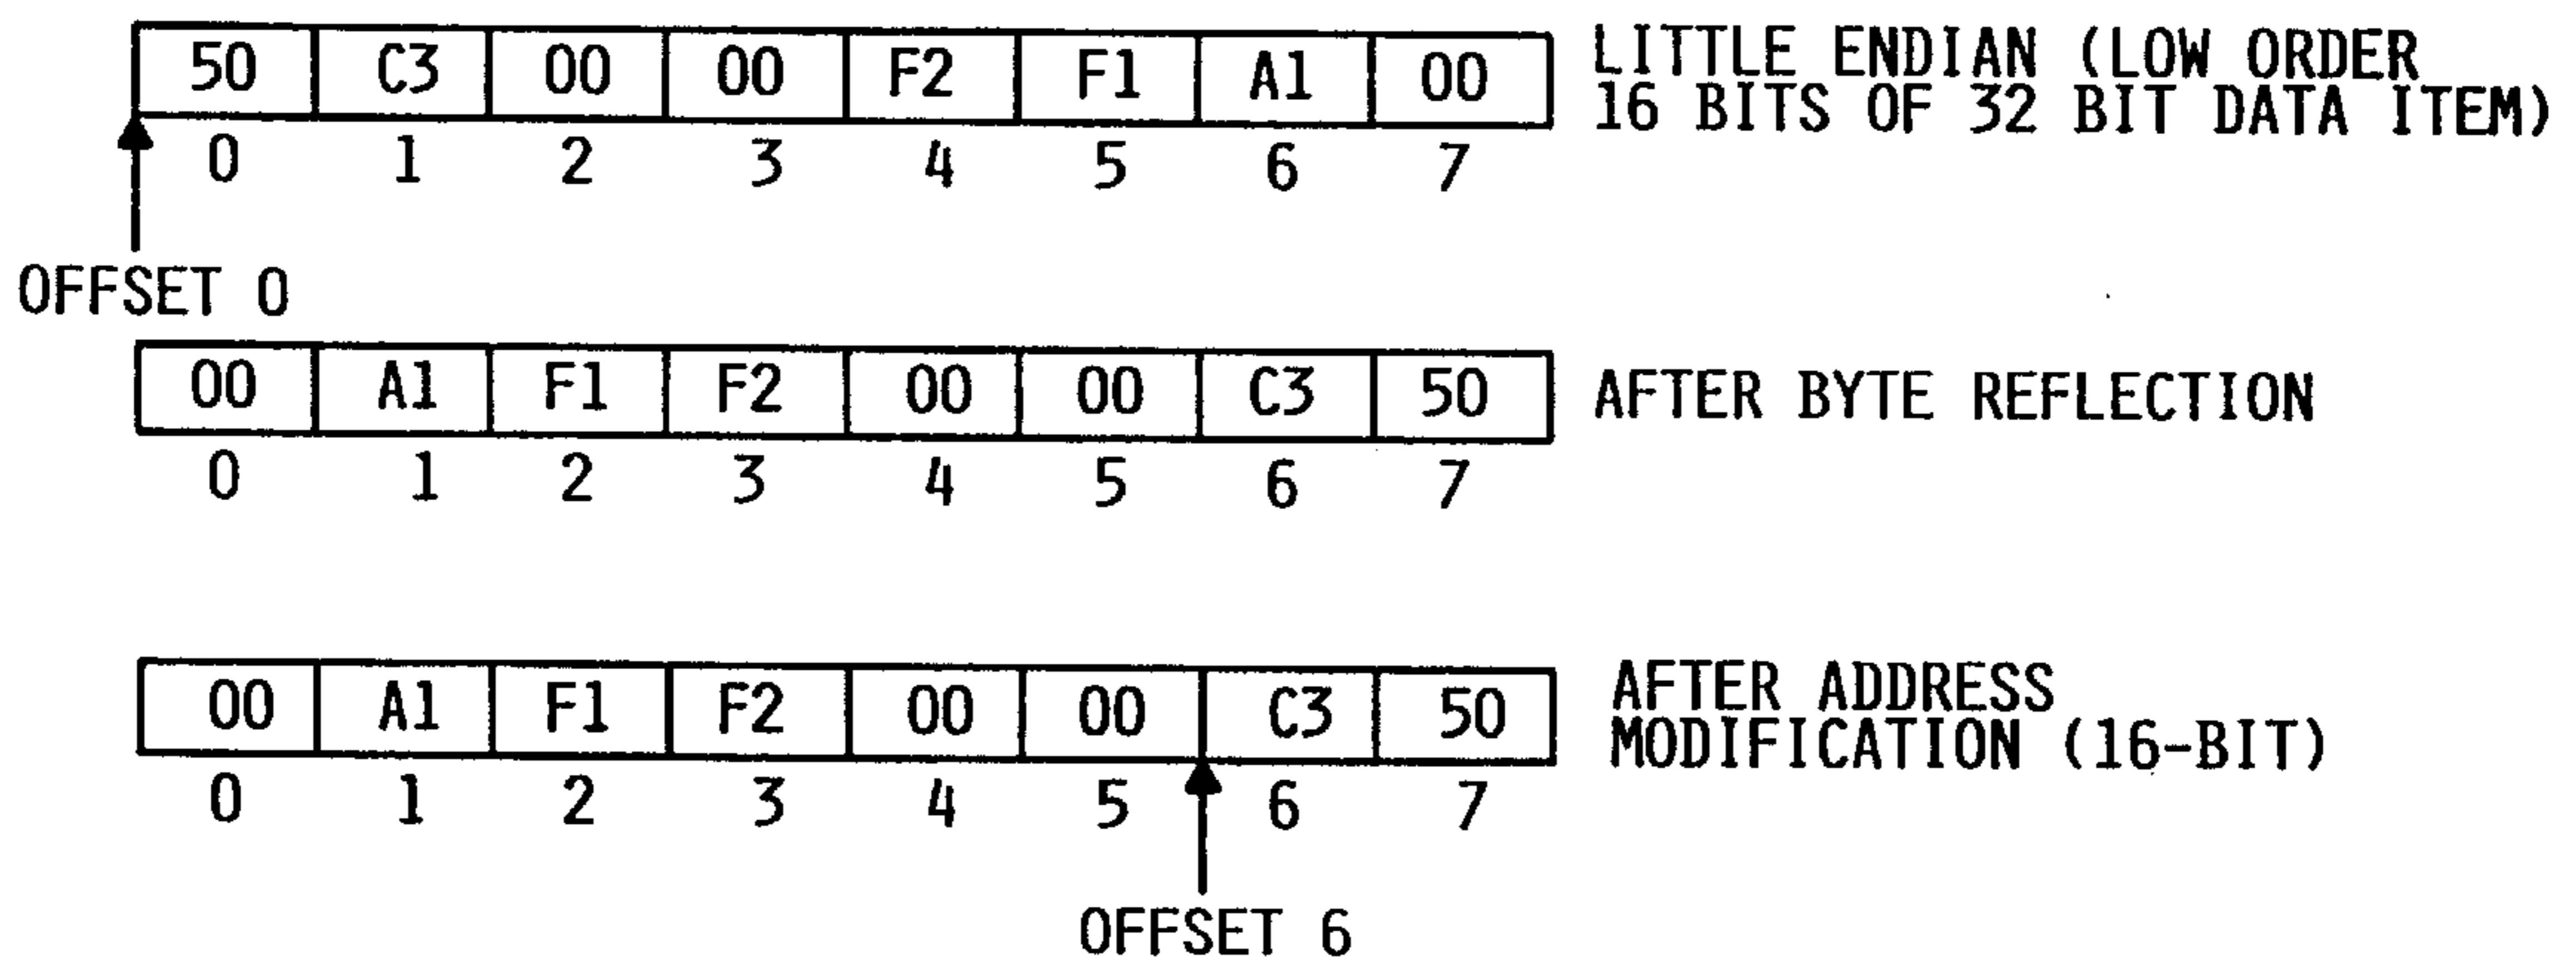 50 C3 00 00 F2 F1 A1 00 LITTLE ENDIAN (LOW ORDER
16 BITS OF 32 BIT DATA ITEM)
0 1 2 3 4 5 6 7
OFFSET 0
00 A1 F1 F2 00 00 C3 50 AFTER BYTE REFLECTION
0 1 2 3 4 5 6 7
00 A1 F1 F2 00 00 C3 50 AFTER ADDRESS
MODIFICATION (16-BIT)
0 1 2 3 4 5 6 7
OFFSET 6